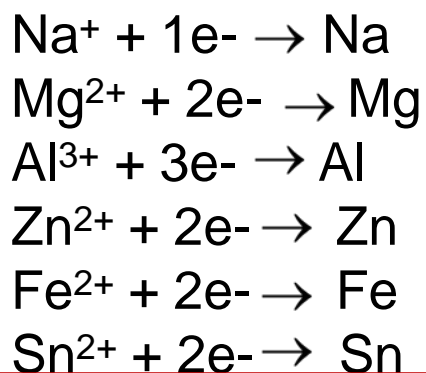 Na⁺ + 1e- → Na
Mg²⁺ + 2e- → Mg
Al³⁺ + 3e- → Al
Zn²⁺ + 2e- → Zn
Fe²⁺ + 2e- → Fe
Sn²⁺ + 2e- → Sn